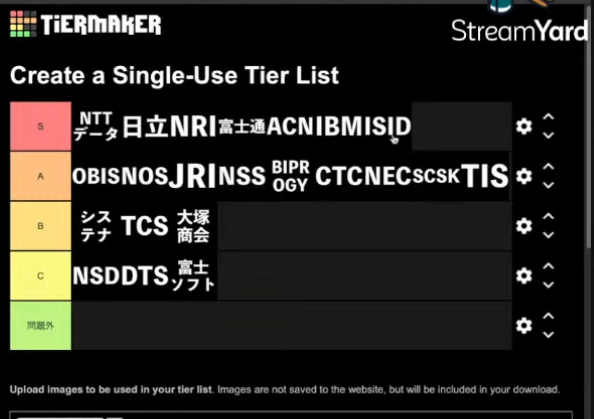 TIERMAKER
StreamYard
Create a Single-Use Tier List
S NTTデータ 日立 NRI 富士通 ACN IBM ISID
A OBIS NOS JRI NSS BIPROGY CTC NEC SCSK TIS
B システナ TCS 大塚商会
C NSD DTS 富士ソフト
問題外
Upload images to be used in your tier list. Images are not saved to the website, but will be included in your download.